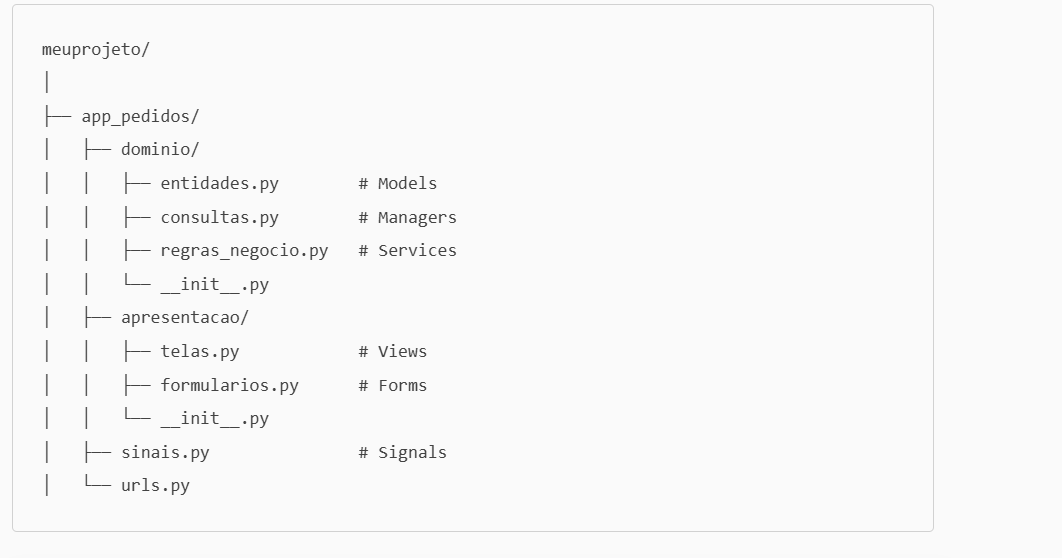 meuprojeto/
│
├── app_pedidos/
│   ├── dominio/
│   │   ├── entidades.py        # Models
│   │   ├── consultas.py        # Managers
│   │   ├── regras_negocio.py   # Services
│   │   └── __init__.py
│   ├── apresentacao/
│   │   ├── telas.py            # Views
│   │   ├── formularios.py      # Forms
│   │   └── __init__.py
│   ├── sinais.py               # Signals
│   └── urls.py